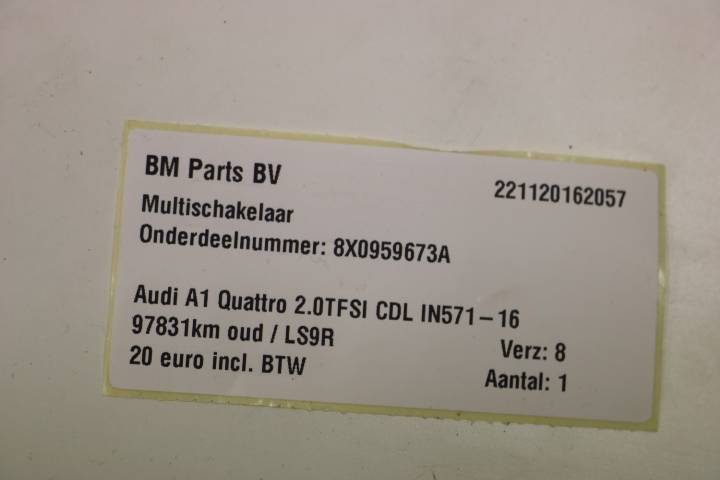 BM Parts BV 221120162057
Multischakelaar
Onderdeelnummer: 8X0959673A
Audi A1 Quattro 2.0TFSI CDL IN571-16
97831km oud / LS9R Verz: 8
20 euro incl. BTW Aantal: 1